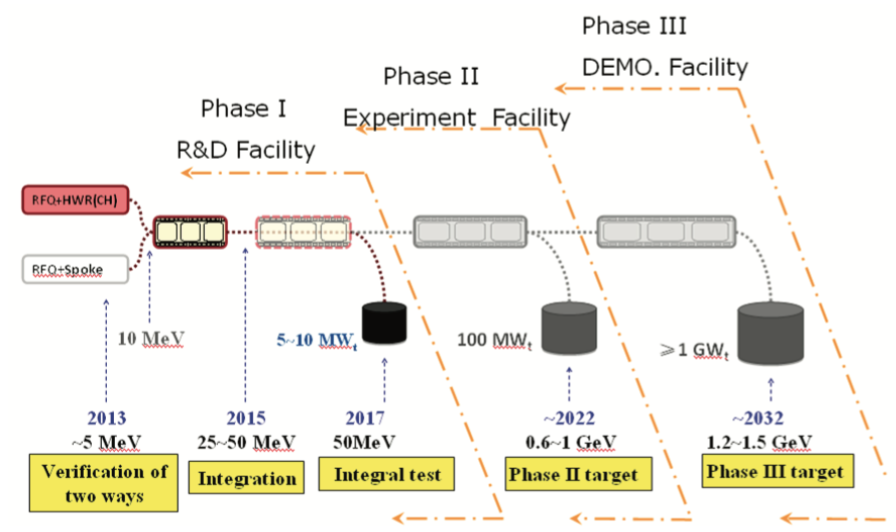 Phase III
DEMO. Facility
Phase II
Experiment Facility
Phase I
R&D Facility
RFQ+HWR(CH)
RFQ+Spoke
10 MeV
5~10 MWt
100 MWt
≥1 GWt
2013
~5 MeV
Verification of
two ways
2015
25~50 MeV
Integration
2017
50MeV
Integral test
~2022
0.6~1 GeV
Phase II target
~2032
1.2~1.5 GeV
Phase III target